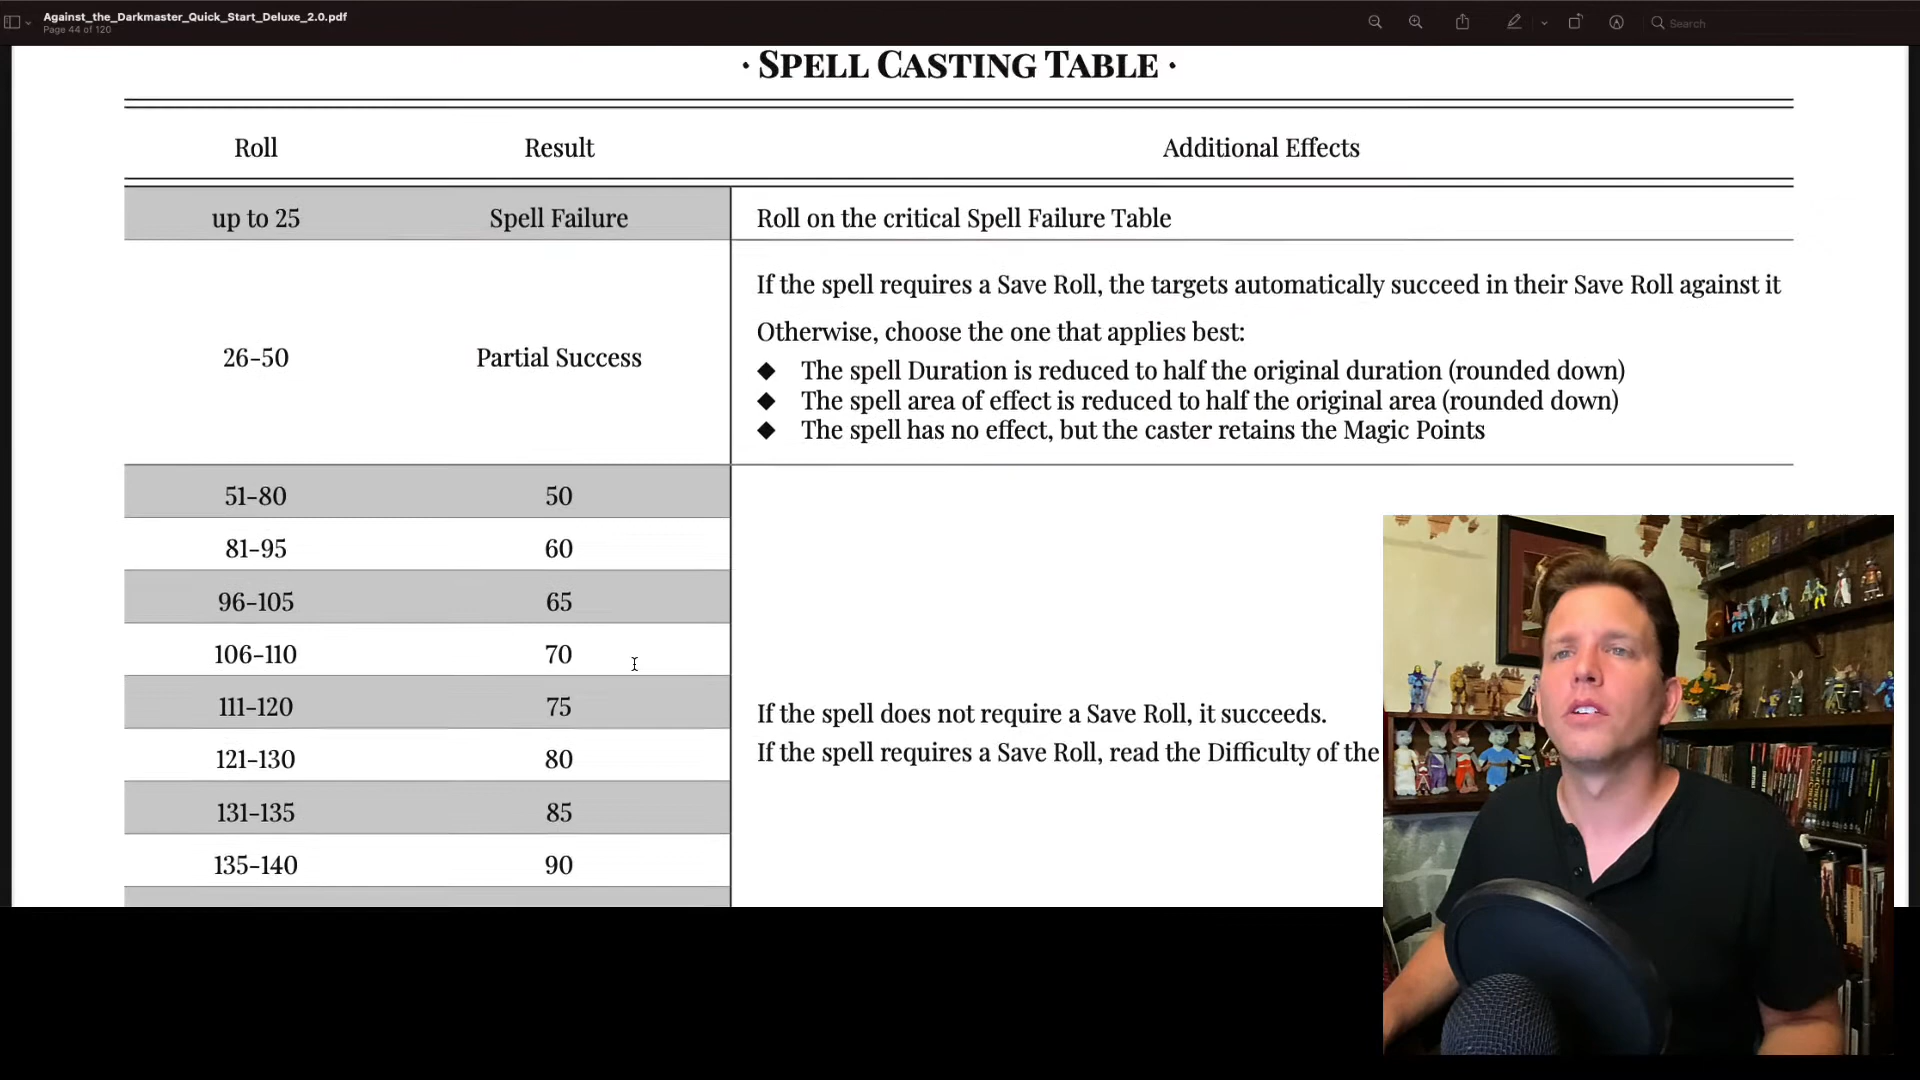 Against_the_Darkmaster_Quick_Start_Deluxe_2.0.pdf
Page 44 of 120
Search
· SPELL CASTING TABLE ·
Roll Result Additional Effects
up to 25 Spell Failure Roll on the critical Spell Failure Table
26-50 Partial Success
If the spell requires a Save Roll, the targets automatically succeed in their Save Roll against it
Otherwise, choose the one that applies best:
◆ The spell Duration is reduced to half the original duration (rounded down)
◆ The spell area of effect is reduced to half the original area (rounded down)
◆ The spell has no effect, but the caster retains the Magic Points
51-80 50
81-95 60
96-105 65
106-110 70
111-120 75
121-130 80
131-135 85
135-140 90
If the spell does not require a Save Roll, it succeeds.
If the spell requires a Save Roll, read the Difficulty of the